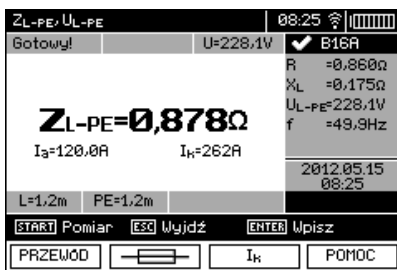 ZL-PE, UL-PE 08:25
Gotowy! U=228,1V B16A
R =0,860Ω
XL =0,175Ω
UL-PE=228,1V
f =49,9Hz
ZL-PE=0,878Ω
Ia=120,0A Ik=262A
2012.05.15
08:25
L=1,2m PE=1,2m
START Pomiar ESC Wyjdź ENTER Wpisz
PRZEWÓD Ik POMOC